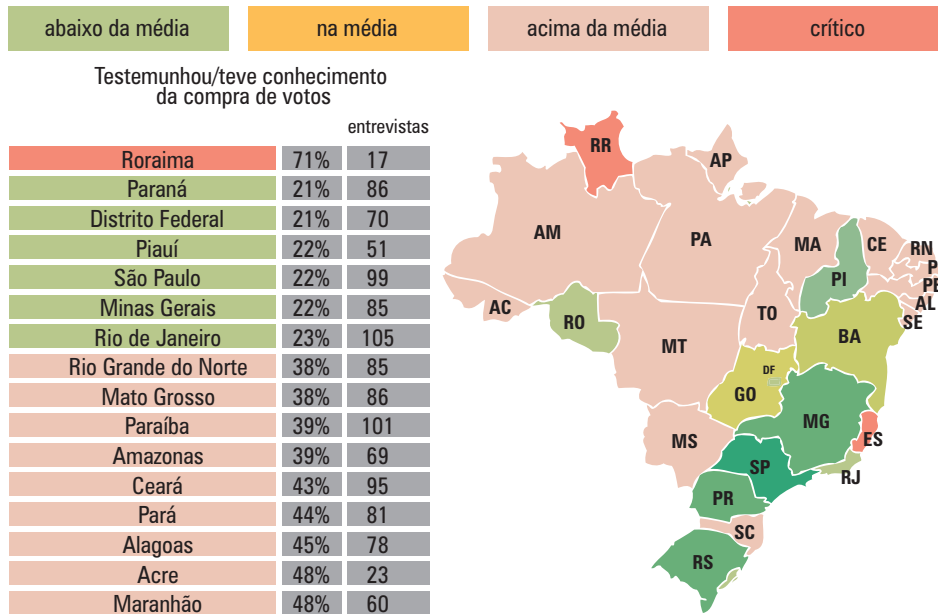 abaixo da média na média acima da média crítico
Testemunhou/teve conhecimento
da compra de votos
entrevistas
Roraima 71% 17
Paraná 21% 86
Distrito Federal 21% 70
Piauí 22% 51
São Paulo 22% 99
Minas Gerais 22% 85
Rio de Janeiro 23% 105
Rio Grande do Norte 38% 85
Mato Grosso 38% 86
Paraíba 39% 101
Amazonas 39% 69
Ceará 43% 95
Pará 44% 81
Alagoas 45% 78
Acre 48% 23
Maranhão 48% 60
RR
AP
AM
PA
MA
CE
RN
P
PE
PI
AL
SE
AC
RO
TO
BA
MT
DF
GO
MG
MS
ES
SP
RJ
PR
SC
RS